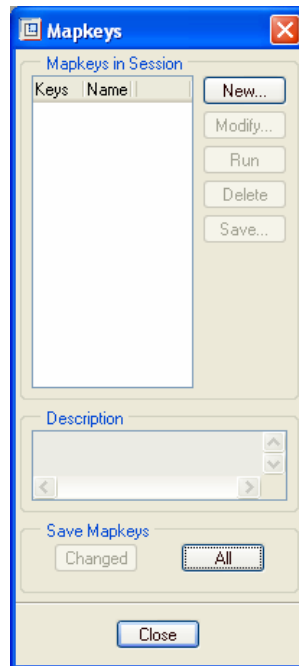 Mapkeys
Mapkeys in Session
Keys Name
New...
Modify...
Run
Delete
Save...
Description
Save Mapkeys
Changed All
Close